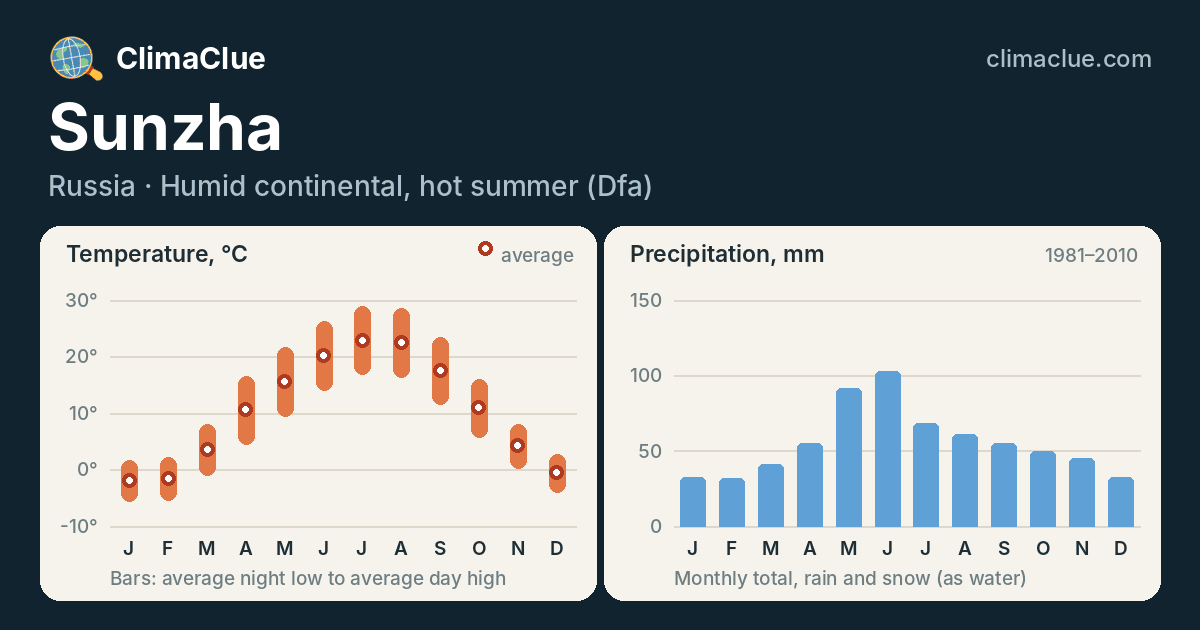 ClimaClue
climaclue.com
Sunzha
Russia · Humid continental, hot summer (Dfa)
Temperature, °C
average
30°
20°
10°
0°
-10°
J F M A M J J A S O N D
Bars: average night low to average day high
Precipitation, mm
1981–2010
150
100
50
0
J F M A M J J A S O N D
Monthly total, rain and snow (as water)